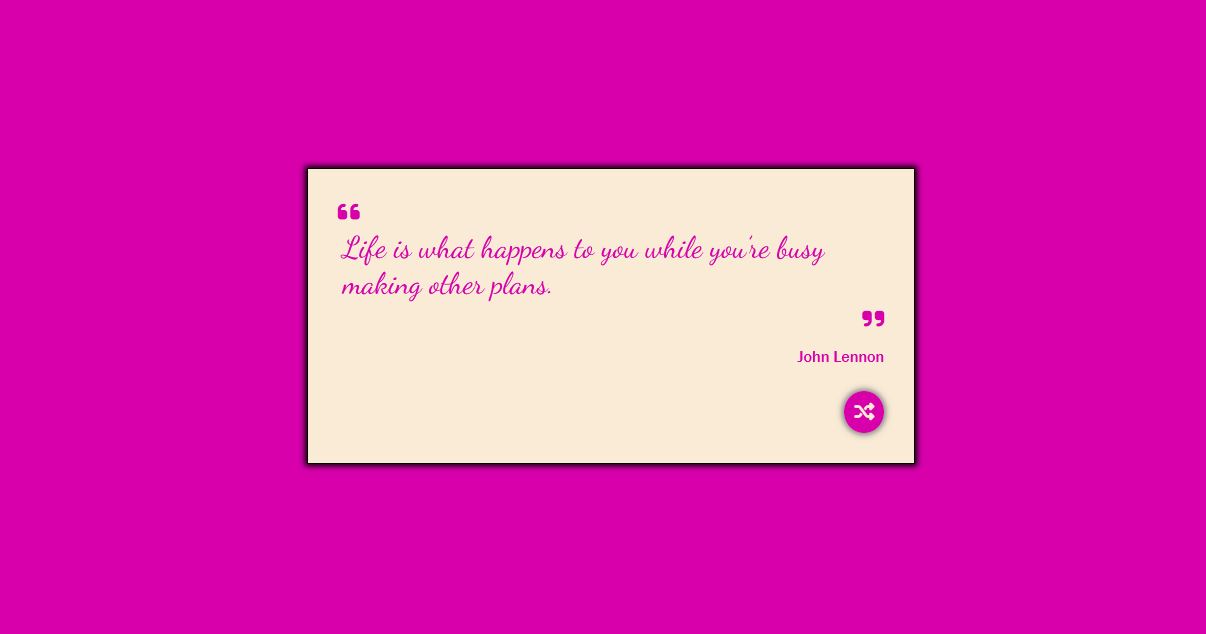 ❝
Life is what happens to you while you're busy
making other plans.
❞
John Lennon